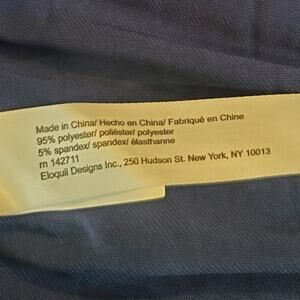 Made in China/ Hecho en China/ Fabriqué en Chine
95% polyester/ poliéster/ polyester
5% spandex/ spandex/ élasthanne
rn 142711
Eloquii Designs Inc., 250 Hudson St. New York, NY 10013